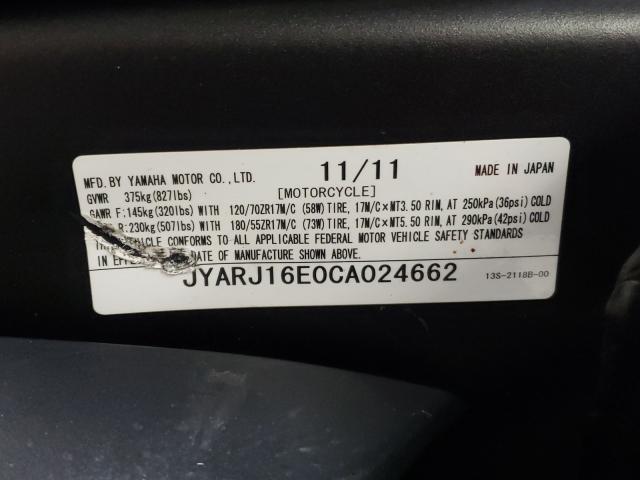 MFD. BY YAMAHA MOTOR CO., LTD. 11/11 MADE IN JAPAN
GVWR 375kg(827lbs) [MOTORCYCLE]
GAWR F:145kg(320lbs) WITH 120/70ZR17M/C (58W) TIRE, 17M/C×MT3.50 RIM, AT 250kPa(36psi) COLD
R:230kg(507lbs) WITH 180/55ZR17M/C (73W) TIRE, 17M/C×MT5.50 RIM, AT 290kPa(42psi) COLD
VEHICLE CONFORMS TO ALL APPLICABLE FEDERAL MOTOR VEHICLE SAFETY STANDARDS
IN EFFECT DATE OF MANUFACTURE SHOWN ABOVE.
JYARJ16E0CA024662 13S-2118B-00